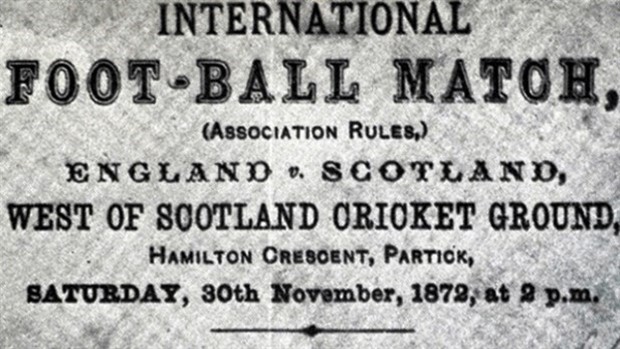 INTERNATIONAL
FOOT-BALL MATCH,
(ASSOCIATION RULES,)
ENGLAND v. SCOTLAND,
WEST OF SCOTLAND CRICKET GROUND,
HAMILTON CRESCENT, PARTICK,
SATURDAY, 30th November, 1872, at 2 p.m.